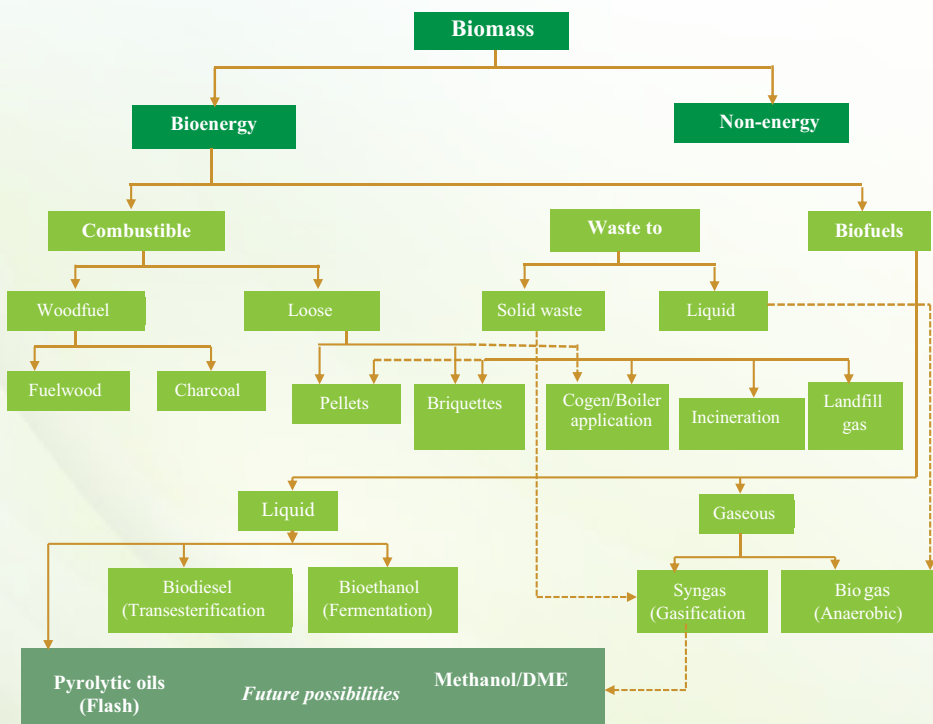 Biomass
Bioenergy
Non-energy
Combustible
Waste to
Biofuels
Woodfuel
Loose
Solid waste
Liquid
Fuelwood
Charcoal
Pellets
Briquettes
Cogen/Boiler
application
Incineration
Landfill
gas
Liquid
Gaseous
Biodiesel
(Transesterification
Bioethanol
(Fermentation)
Syngas
(Gasification
Bio gas
(Anaerobic)
Pyrolytic oils
(Flash)
Future possibilities
Methanol/DME